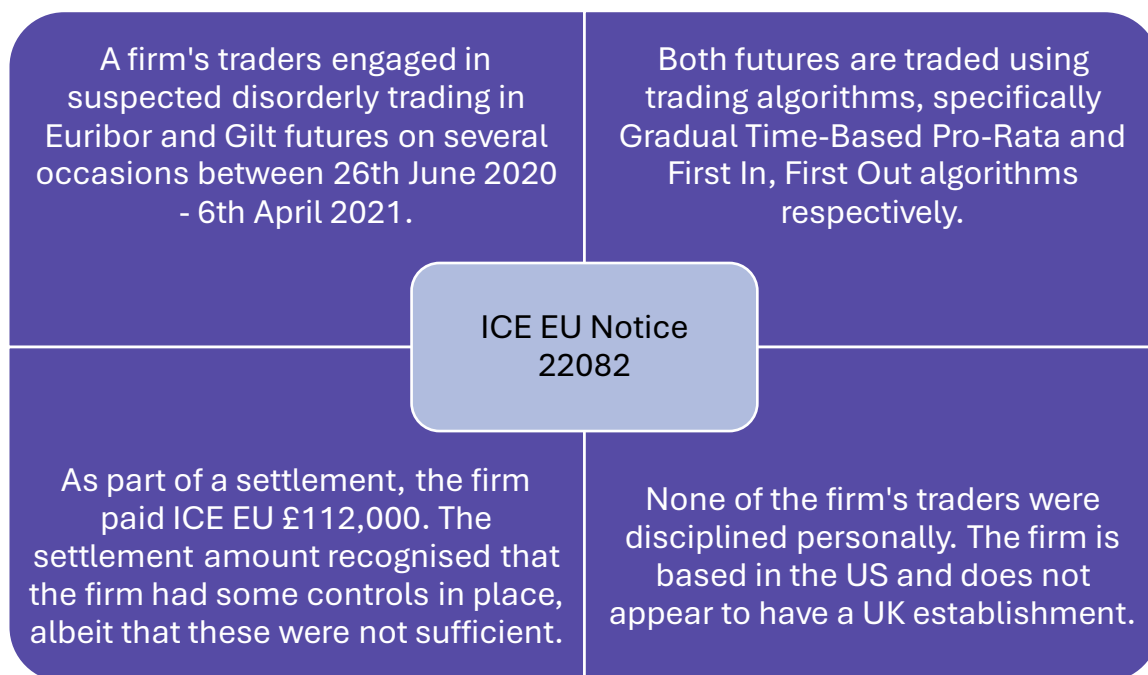 A firm's traders engaged in
suspected disorderly trading in
Euribor and Gilt futures on several
occasions between 26th June 2020
- 6th April 2021.
Both futures are traded using
trading algorithms, specifically
Gradual Time-Based Pro-Rata and
First In, First Out algorithms
respectively.
ICE EU Notice
22082
As part of a settlement, the firm
paid ICE EU £112,000. The
settlement amount recognised that
the firm had some controls in place,
albeit that these were not sufficient.
None of the firm's traders were
disciplined personally. The firm is
based in the US and does not
appear to have a UK establishment.